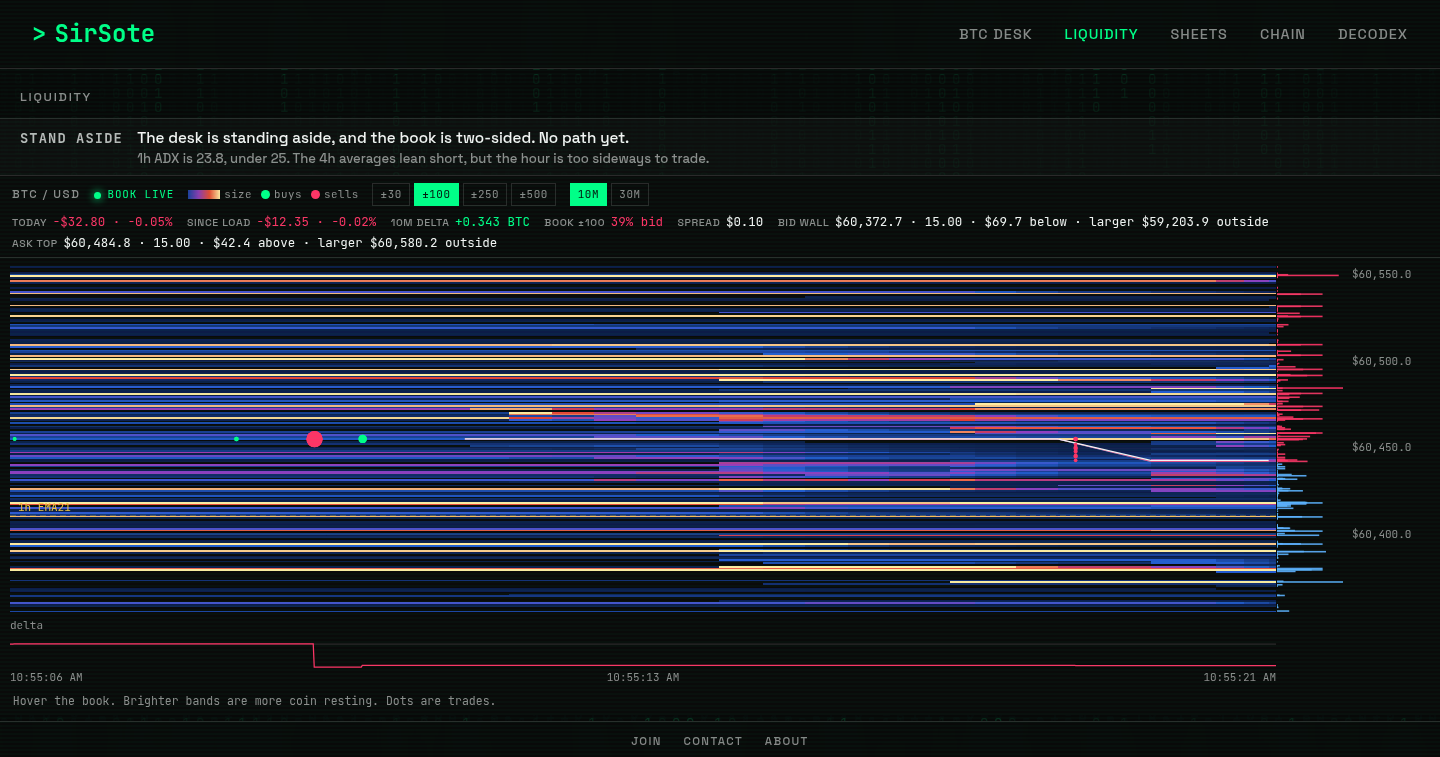 > SirSote
BTC DESK LIQUIDITY SHEETS CHAIN DECODEX
LIQUIDITY
STAND ASIDE The desk is standing aside, and the book is two-sided. No path yet.
1h ADX is 23.8, under 25. The 4h averages lean short, but the hour is too sideways to trade.
BTC / USD BOOK LIVE size buys sells ±30 ±100 ±250 ±500 10M 30M
TODAY -$32.80 · -0.05% SINCE LOAD -$12.35 · -0.02% 10M DELTA +0.343 BTC BOOK ±100 39% bid SPREAD $0.10 BID WALL $60,372.7 · 15.00 · $69.7 below · larger $59,203.9 outside
ASK TOP $60,484.8 · 15.00 · $42.4 above · larger $60,580.2 outside
$60,550.0
$60,500.0
$60,450.0
1h EMA21
$60,400.0
delta
10:55:06 AM 10:55:13 AM 10:55:21 AM
Hover the book. Brighter bands are more coin resting. Dots are trades.
JOIN CONTACT ABOUT